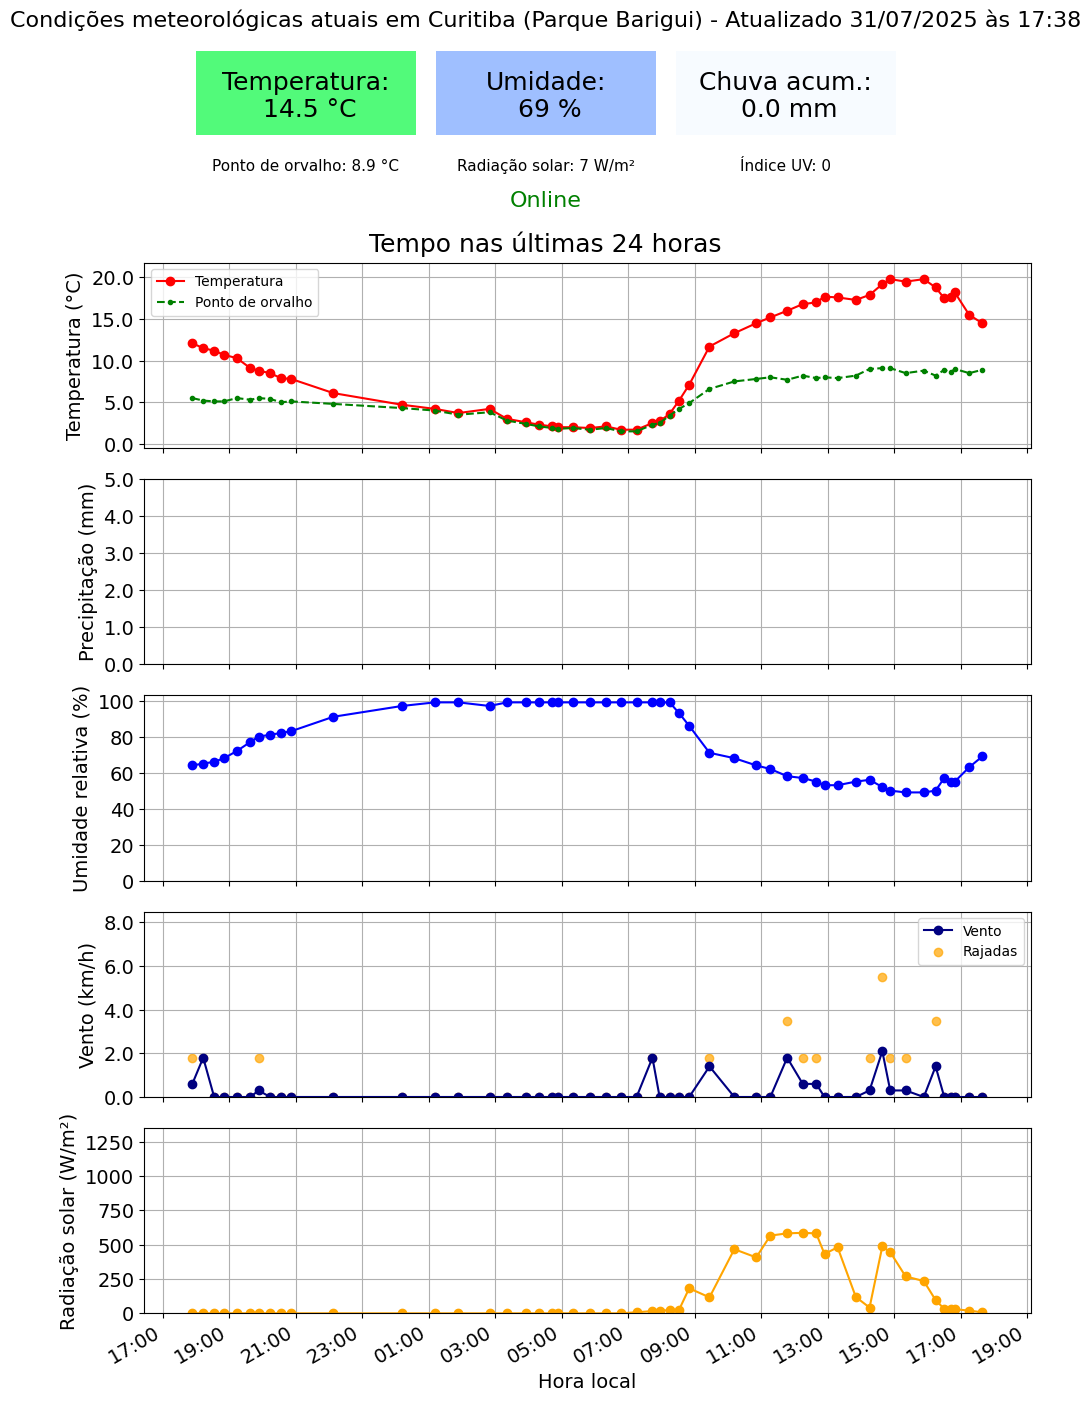 Condições meteorológicas atuais em Curitiba (Parque Barigui) - Atualizado 31/07/2025 às 17:38
Temperatura:
14.5 °C
Umidade:
69 %
Chuva acum.:
0.0 mm
Ponto de orvalho: 8.9 °C
Radiação solar: 7 W/m²
Índice UV: 0
Online
Tempo nas últimas 24 horas
Temperatura (°C)
20.0
15.0
10.0
5.0
0.0
Temperatura
Ponto de orvalho
Precipitação (mm)
5.0
4.0
3.0
2.0
1.0
0.0
Umidade relativa (%)
100
80
60
40
20
0
Vento (km/h)
8.0
6.0
4.0
2.0
0.0
Vento
Rajadas
Radiação solar (W/m²)
1250
1000
750
500
250
0
17:00 19:00 21:00 23:00 01:00 03:00 05:00 07:00 09:00 11:00 13:00 15:00 17:00 19:00
Hora local